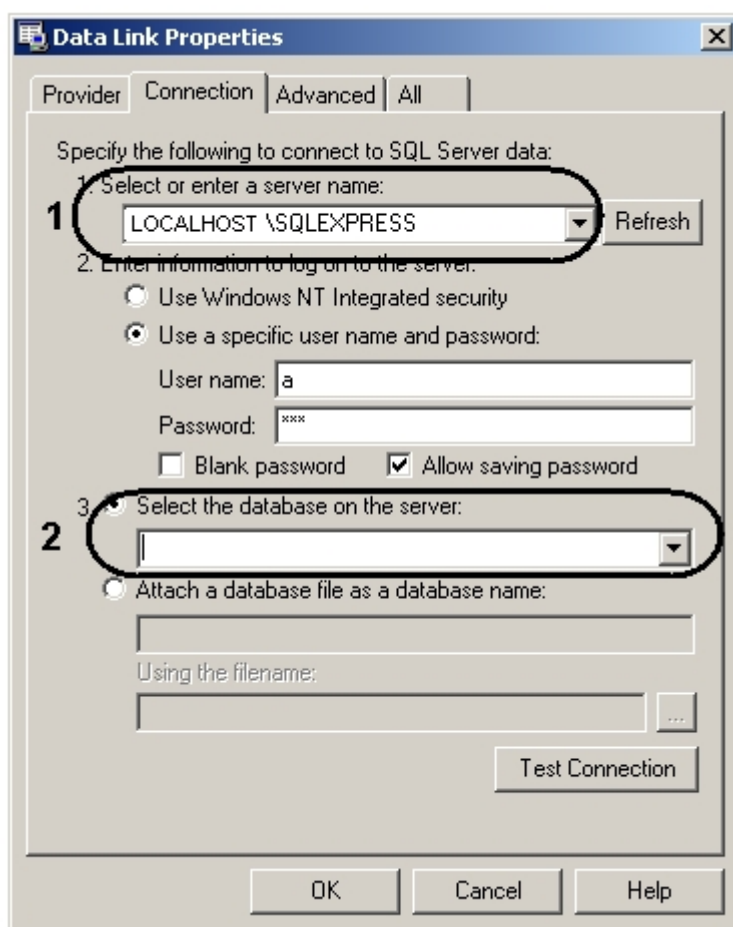 Data Link Properties
Provider Connection Advanced All
Specify the following to connect to SQL Server data:
1. Select or enter a server name:
1 LOCALHOST \SQLEXPRESS Refresh
2. Enter information to log on to the server:
Use Windows NT Integrated security
Use a specific user name and password:
User name: a
Password: ***
Blank password Allow saving password
3. Select the database on the server:
2
Attach a database file as a database name:
Using the filename:
...
Test Connection
OK Cancel Help